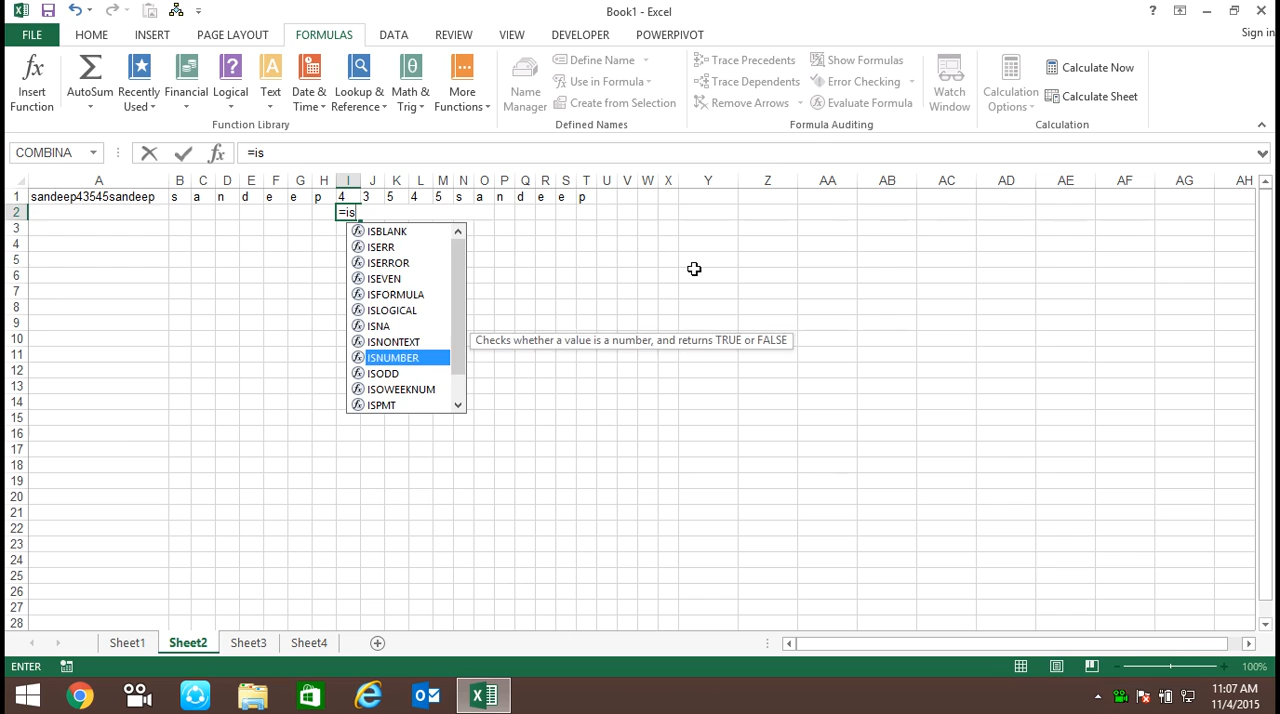 Book1 - Excel
?
FILE HOME INSERT PAGE LAYOUT FORMULAS DATA REVIEW VIEW DEVELOPER POWERPIVOT Sign in
fx Σ ? A θ
Insert Function
AutoSum
Recently Used
Financial
Logical
Text
Date & Time
Lookup & Reference
Math & Trig
More Functions
Function Library
Name Manager
Define Name
Use in Formula
Create from Selection
Defined Names
Trace Precedents
Trace Dependents
Remove Arrows
Show Formulas
Error Checking
Evaluate Formula
Formula Auditing
Watch Window
Calculation Options
Calculate Now
Calculate Sheet
Calculation
COMBINA fx =is
A B C D E F G H I J K L M N O P Q R S T U V W X Y Z AA AB AC AD AE AF AG AH
1 sandeep43545sandeep s a n d e e p 4 3 5 4 5 s a n d e e p
2 =is
3 ISBLANK
4 ISERR
5 ISERROR
6 ISEVEN
7 ISFORMULA
8 ISLOGICAL
9 ISNA
10 ISNONTEXT Checks whether a value is a number, and returns TRUE or FALSE
11 ISNUMBER
12 ISODD
13 ISOWEEKNUM
14 ISPMT
15
16
17
18
19
20
21
22
23
24
25
26
27
28
Sheet1 Sheet2 Sheet3 Sheet4
ENTER 100%
11:07 AM
11/4/2015